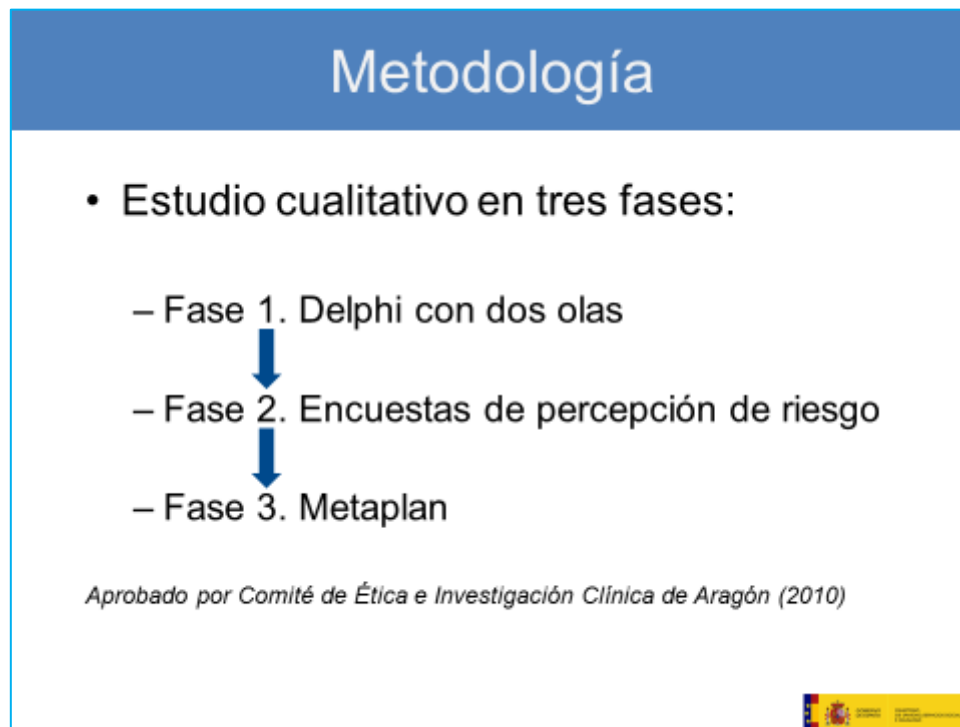 Metodología
• Estudio cualitativo en tres fases:
– Fase 1. Delphi con dos olas
– Fase 2. Encuestas de percepción de riesgo
– Fase 3. Metaplan
Aprobado por Comité de Ética e Investigación Clínica de Aragón (2010)